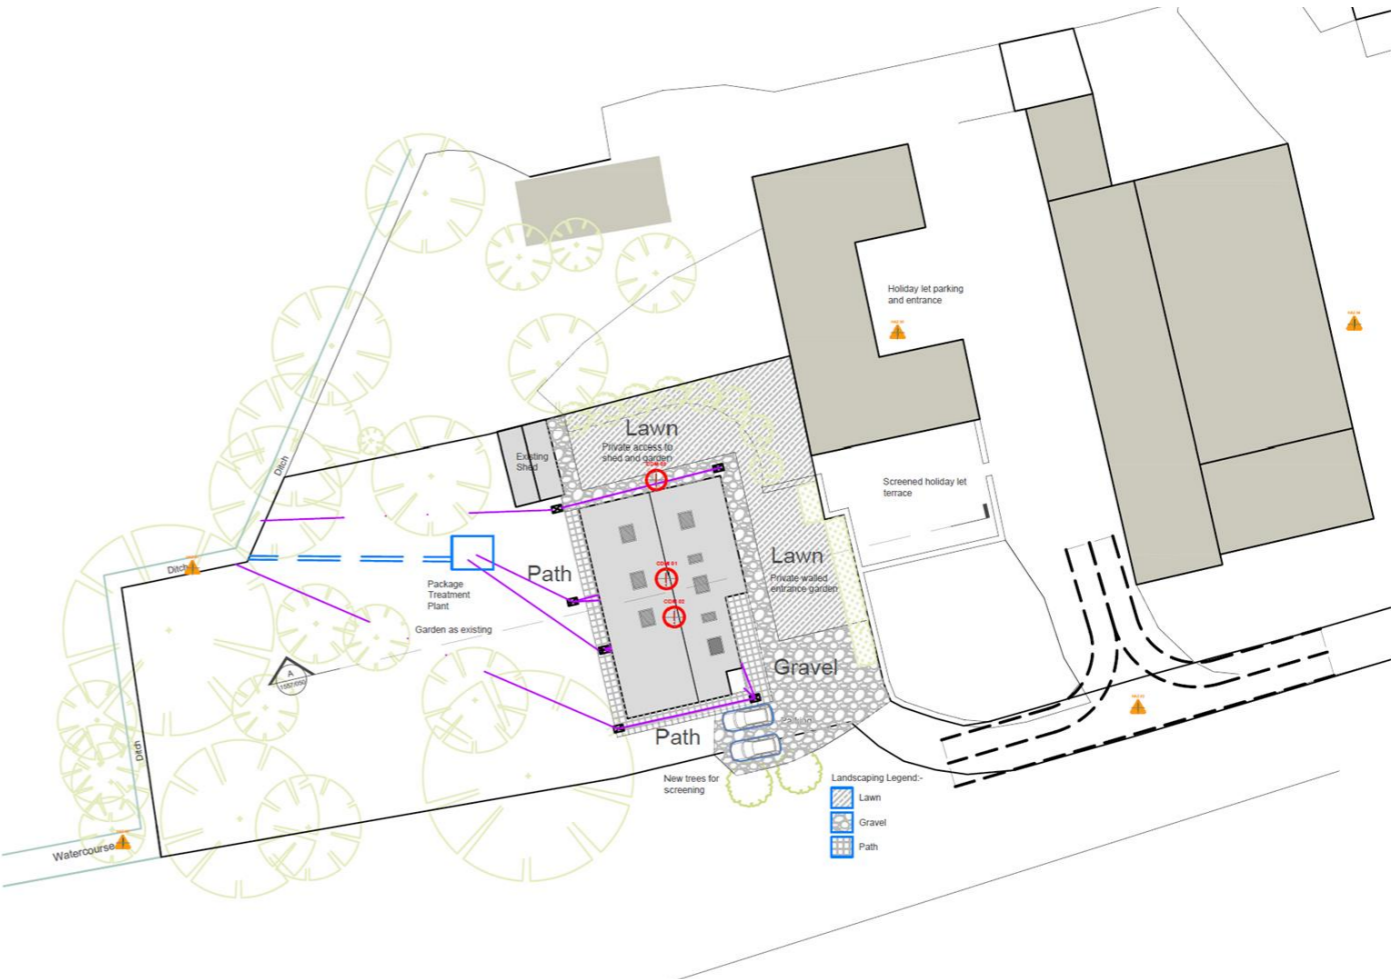 Holiday let parking
and entrance
Lawn
Private access to
shed and garden
Existing
Shed
Screened holiday let
terrace
Ditch
Lawn
Private walled
entrance garden
Path
Ditch
Package
Treatment
Plant
Garden as existing
A
Gravel
Path
Ditch
New trees for
screening
Landscaping Legend:-
Lawn
Gravel
Path
Watercourse